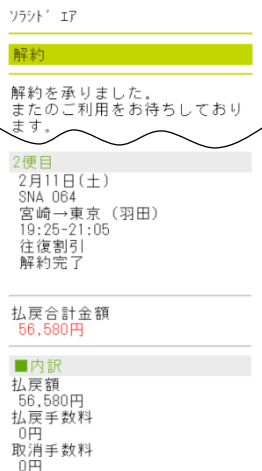 ソラシド゙ エア
解約
解約を承りました。
またのご利用をお待ちしており
ます。
2便目
2月11日(土)
SNA 064
宮崎→東京（羽田）
19:25-21:05
往復割引
解約完了
払戻合計金額
56,580円
■内訳
払戻額
56,580円
払戻手数料
0円
取消手数料
0円